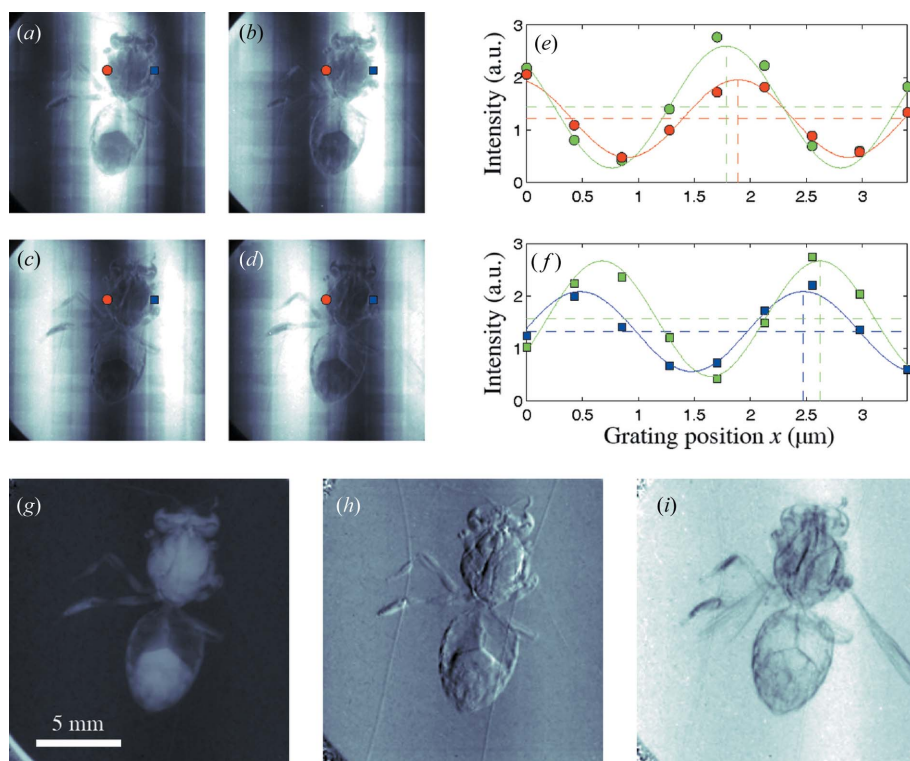 (a)
(b)
(c)
(d)
(e)
Intensity (a.u.)
3
2
1
0
0 0.5 1 1.5 2 2.5 3
(f)
Intensity (a.u.)
3
2
1
0
0 0.5 1 1.5 2 2.5 3
Grating position x (μm)
(g)
5 mm
(h)
(i)